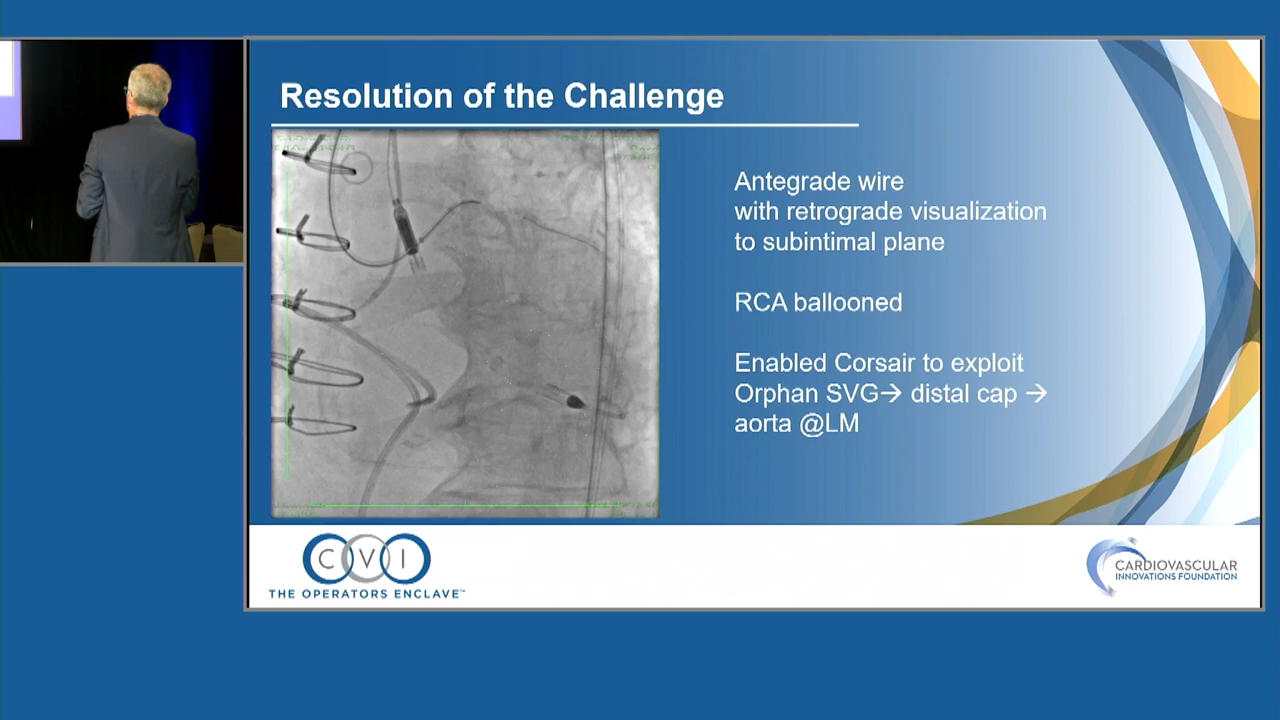 Resolution of the Challenge
Antegrade wire
with retrograde visualization
to subintimal plane
RCA ballooned
Enabled Corsair to exploit
Orphan SVG→ distal cap →
aorta @LM
CVI
THE OPERATORS ENCLAVE™
CARDIOVASCULAR
INNOVATIONS FOUNDATION